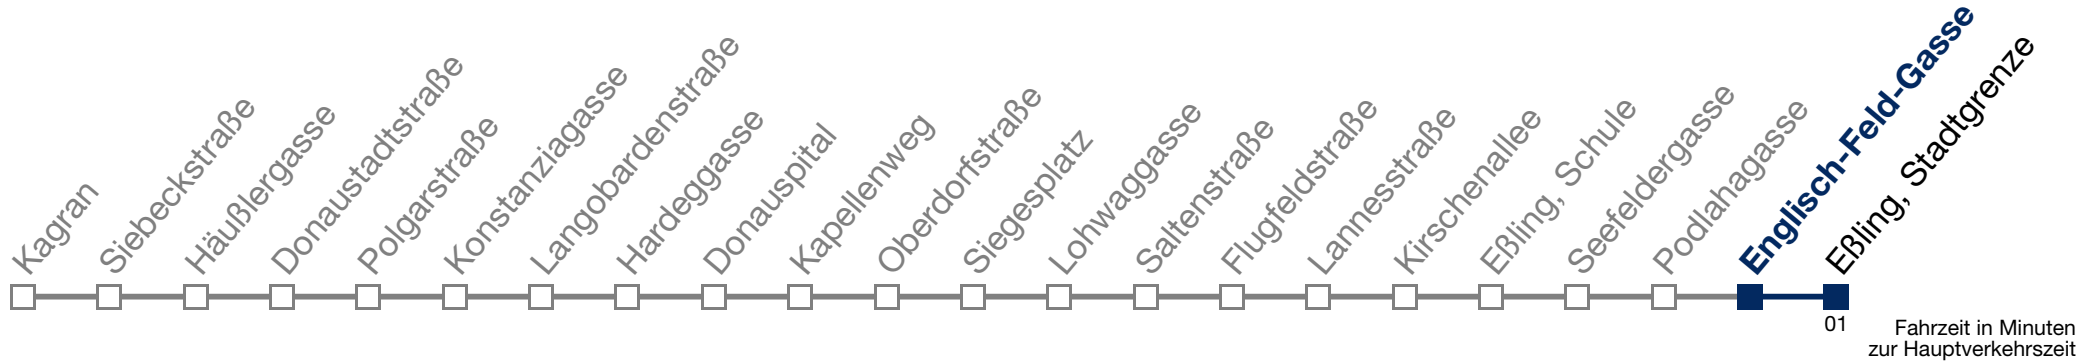 Kagran
Siebeckstraße
Häußlergasse
Donaustadtstraße
Polgarstraße
Konstanziagasse
Langobardenstraße
Hardeggasse
Donauspital
Kapellenweg
Oberdorfstraße
Siegesplatz
Lohwaggasse
Saltenstraße
Flugfeldstraße
Lannesstraße
Kirschenallee
Eßling, Schule
Seefeldergasse
Podlahagasse
Englisch-Feld-Gasse
Eßling, Stadtgrenze
01
Fahrzeit in Minuten
zur Hauptverkehrszeit